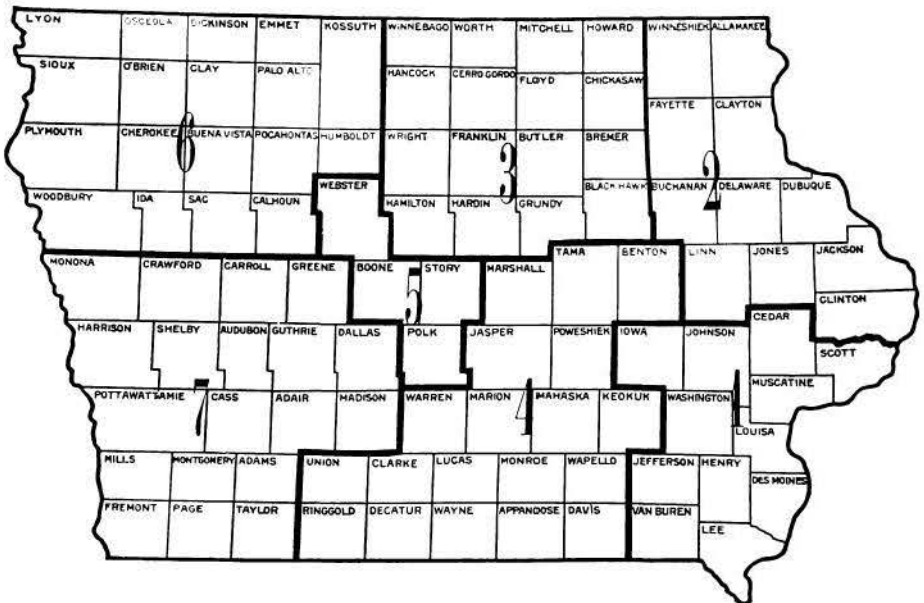 LYON OSCEOLA DICKINSON EMMET KOSSUTH WINNEBAGO WORTH MITCHELL HOWARD WINNESHIEK ALLAMAKEE
SIOUX O'BRIEN CLAY PALO ALTO HANCOCK CERRO GORDO FLOYD CHICKASAW
FAYETTE CLAYTON
PLYMOUTH CHEROKEE BUENA VISTA POCAHONTAS HUMBOLDT WRIGHT FRANKLIN BUTLER BREMER
8 3 2
WEBSTER BLACK HAWK BUCHANAN DELAWARE DUBUQUE
WOODBURY IDA SAC CALHOUN HAMILTON HARDIN GRUNDY
MONONA CRAWFORD CARROLL GREENE BOONE STORY MARSHALL TAMA BENTON LINN JONES JACKSON
5
CLINTON
HARRISON SHELBY AUDUBON GUTHRIE DALLAS POLK JASPER POWESHIEK IOWA JOHNSON CEDAR
SCOTT
MUSCATINE
7 4 1
POTTAWATTAMIE CASS ADAIR MADISON WARREN MARION MAHASKA KEOKUK WASHINGTON
LOUISA
MILLS MONTGOMERY ADAMS UNION CLARKE LUCAS MONROE WAPELLO JEFFERSON HENRY
DES MOINES
FREMONT PAGE TAYLOR RINGGOLD DECATUR WAYNE APPANOOSE DAVIS VAN BUREN
LEE